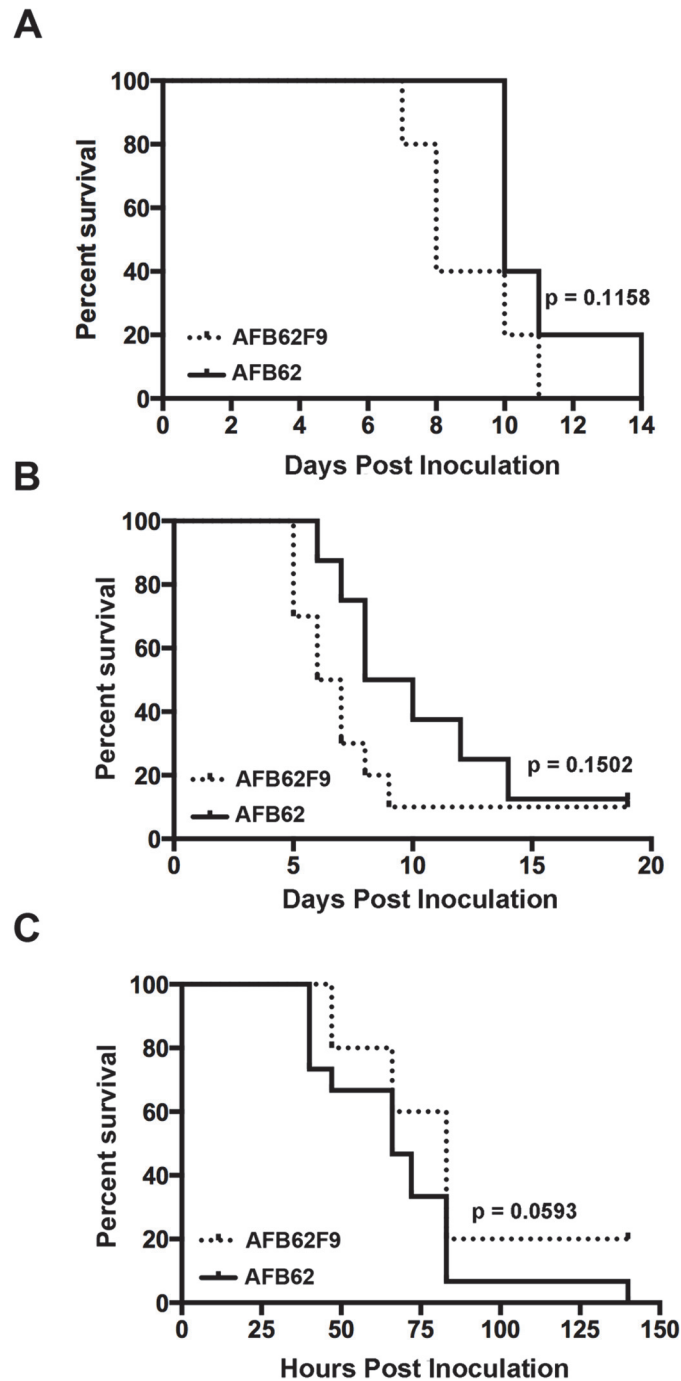 A
Percent survival
100
80
60
40
20
0
p = 0.1158
AFB62F9
AFB62
0 2 4 6 8 10 12 14
Days Post Inoculation
B
Percent survival
100
80
60
40
20
0
p = 0.1502
AFB62F9
AFB62
0 5 10 15 20
Days Post Inoculation
C
Percent survival
100
80
60
40
20
0
p = 0.0593
AFB62F9
AFB62
0 25 50 75 100 125 150
Hours Post Inoculation